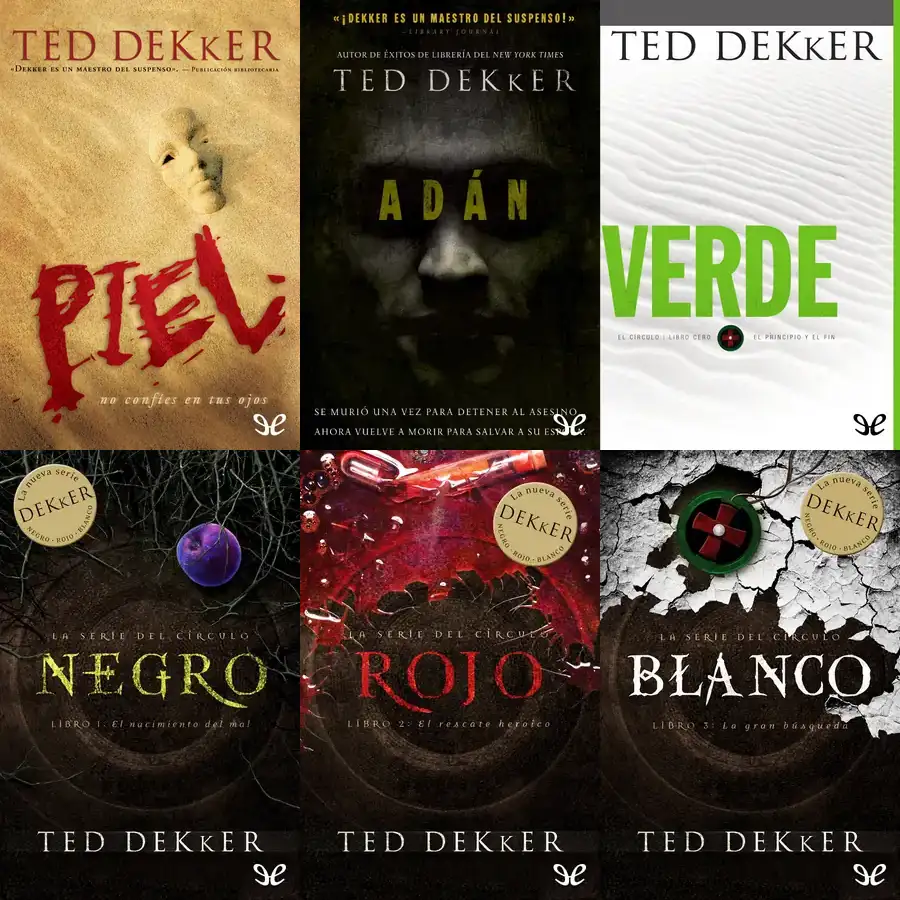 TED DEKKER
«DEKKER ES UN MAESTRO DEL SUSPENSO». — PUBLICACIÓN BIBLIOTECARIA
PIEL
no confíes en tus ojos
«¡DEKKER ES UN MAESTRO DEL SUSPENSO!»
–LIBRARY JOURNAL
AUTOR DE ÉXITOS DE LIBRERÍA DEL NEW YORK TIMES
TED DEKKER
ADÁN
SE MURIÓ UNA VEZ PARA DETENER AL ASESINO
AHORA VUELVE A MORIR PARA SALVAR A SU
TED DEKKER
VERDE
EL CÍRCULO : LIBRO CERO EL PRINCIPIO Y EL FIN
La nueva serie
DEKKER
NEGRO · ROJO · BLANCO
LA SERIE DEL CÍRCULO
NEGRO
LIBRO 1: El nacimiento del mal
TED DEKKER
La nueva serie
DEKKER
NEGRO · ROJO · BLANCO
LA SERIE DEL CÍRCULO
ROJO
LIBRO 2: El rescate heroico
TED DEKKER
La nueva serie
DEKKER
NEGRO · ROJO · BLANCO
LA SERIE DEL CÍRCULO
BLANCO
LIBRO 3: La gran búsqueda
TED DEKKER